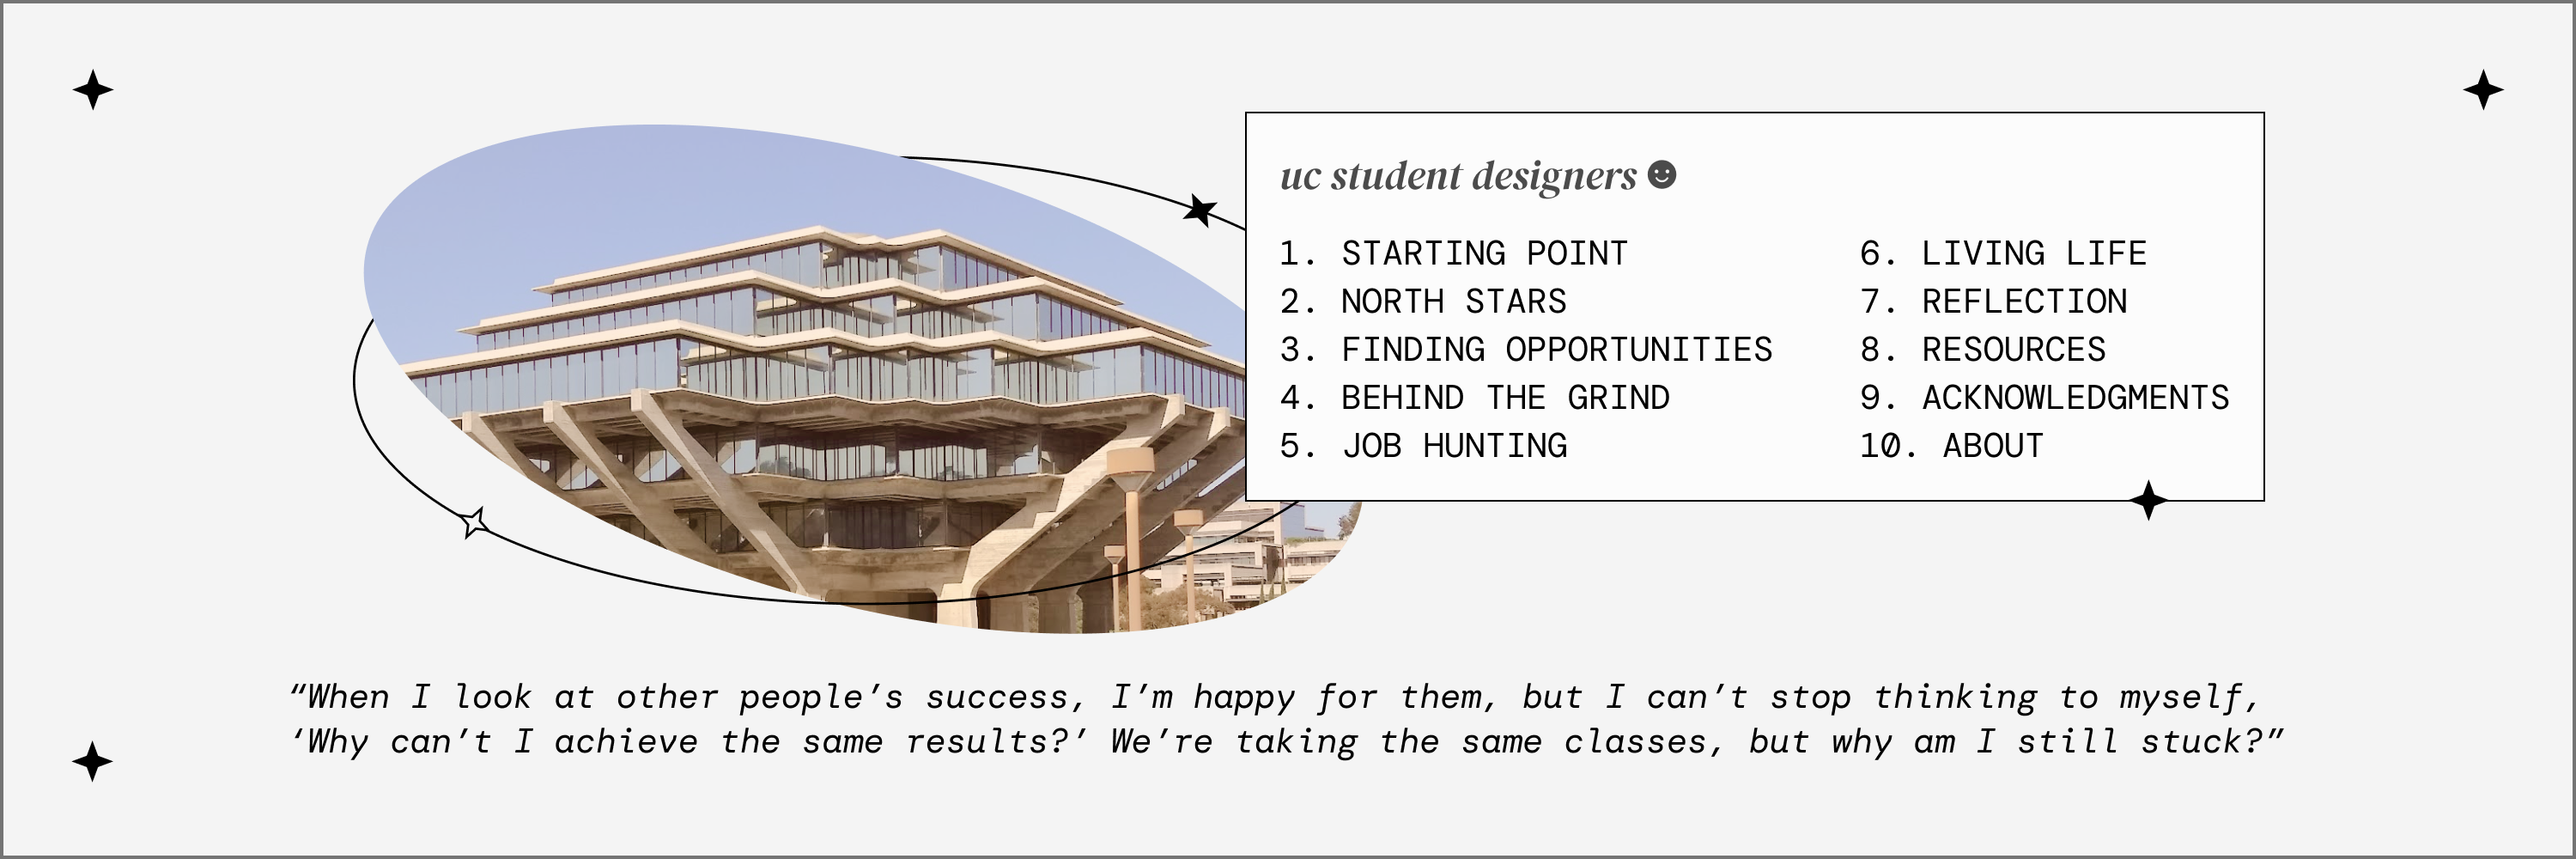 uc student designers
1. STARTING POINT
2. NORTH STARS
3. FINDING OPPORTUNITIES
4. BEHIND THE GRIND
5. JOB HUNTING
6. LIVING LIFE
7. REFLECTION
8. RESOURCES
9. ACKNOWLEDGMENTS
10. ABOUT
“When I look at other people’s success, I’m happy for them, but I can’t stop thinking to myself,
‘Why can’t I achieve the same results?’ We’re taking the same classes, but why am I still stuck?”